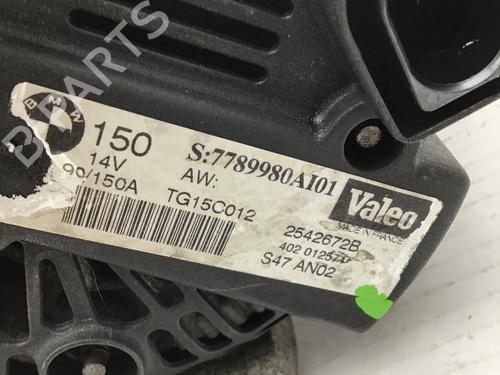 B-PARTS
BMW
150
14V
90/150A
S:7789980AI01
AW:
TG15C012
Valeo
MADE IN FRANCE
2542672B
S47 AN02